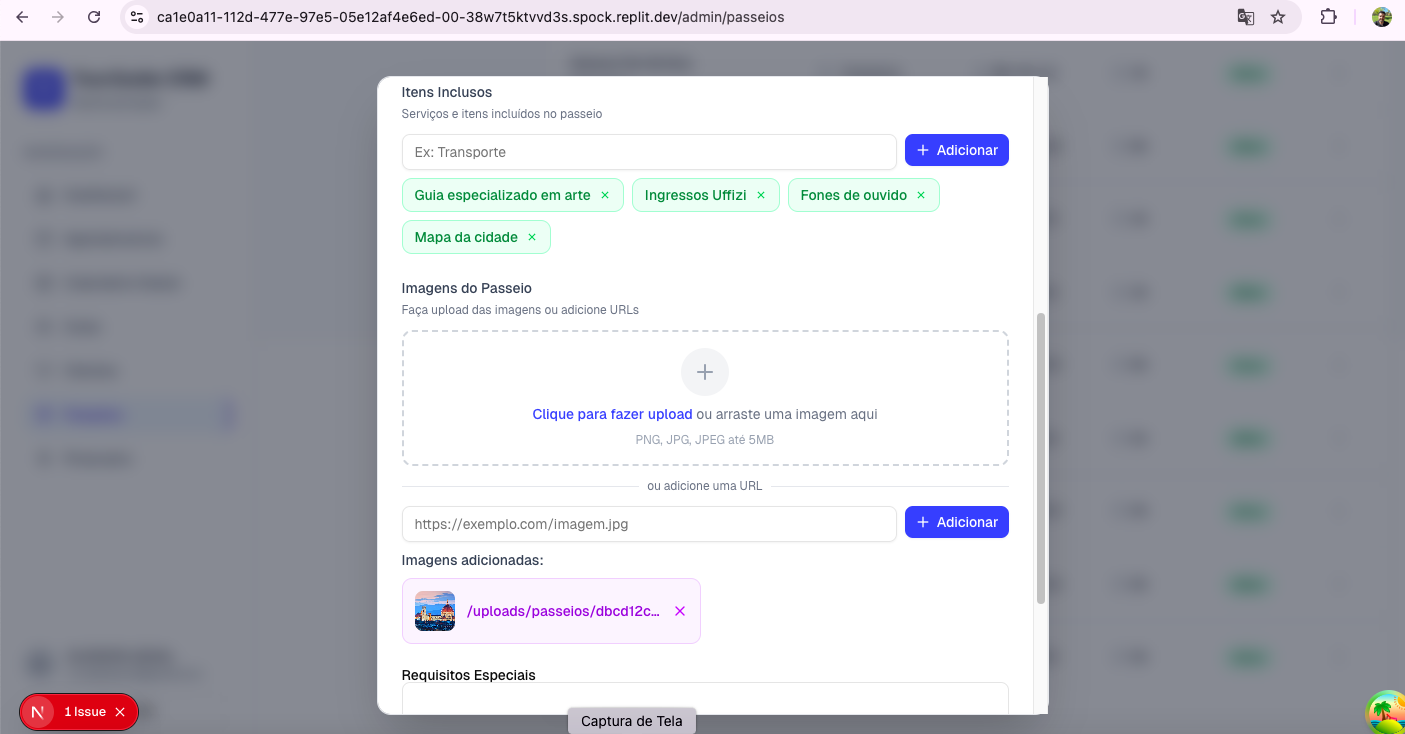 ca1e0a11-112d-477e-97e5-05e12af4e6ed-00-38w7t5ktvvd3s.spock.replit.dev/admin/passeios
Itens Inclusos
Serviços e itens incluídos no passeio
Ex: Transporte
Adicionar
Guia especializado em arte
Ingressos Uffizi
Fones de ouvido
Mapa da cidade
Imagens do Passeio
Faça upload das imagens ou adicione URLs
Clique para fazer upload ou arraste uma imagem aqui
PNG, JPG, JPEG até 5MB
ou adicione uma URL
https://exemplo.com/imagem.jpg
Adicionar
Imagens adicionadas:
/uploads/passeios/dbcd12c...
Requisitos Especiais
N 1 Issue
Captura de Tela